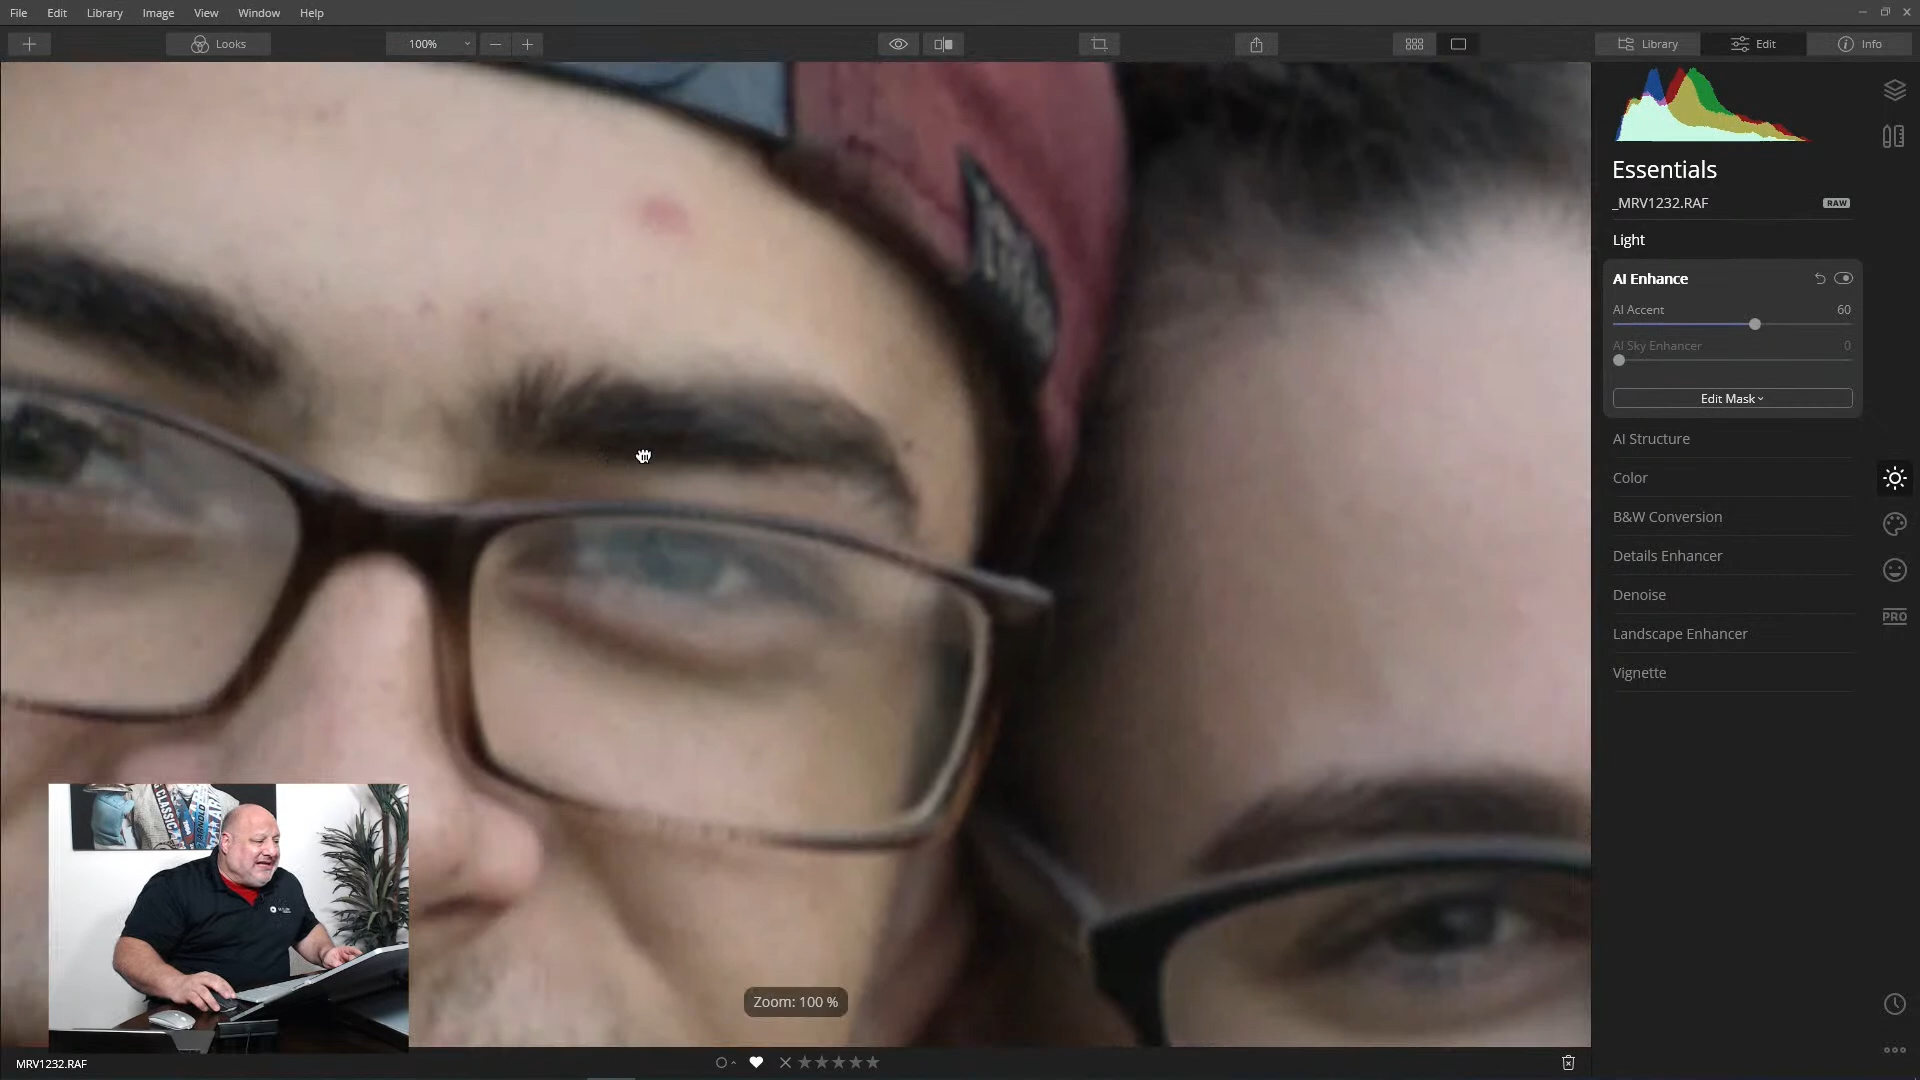 File Edit Library Image View Window Help
Looks 100% Library Edit Info
Essentials
_MRV1232.RAF RAW
Light
AI Enhance
AI Accent 60
AI Sky Enhancer 0
Edit Mask
AI Structure
Color
B&W Conversion
Details Enhancer
Denoise
Landscape Enhancer
Vignette
PRO
Zoom: 100 %
MRV1232.RAF